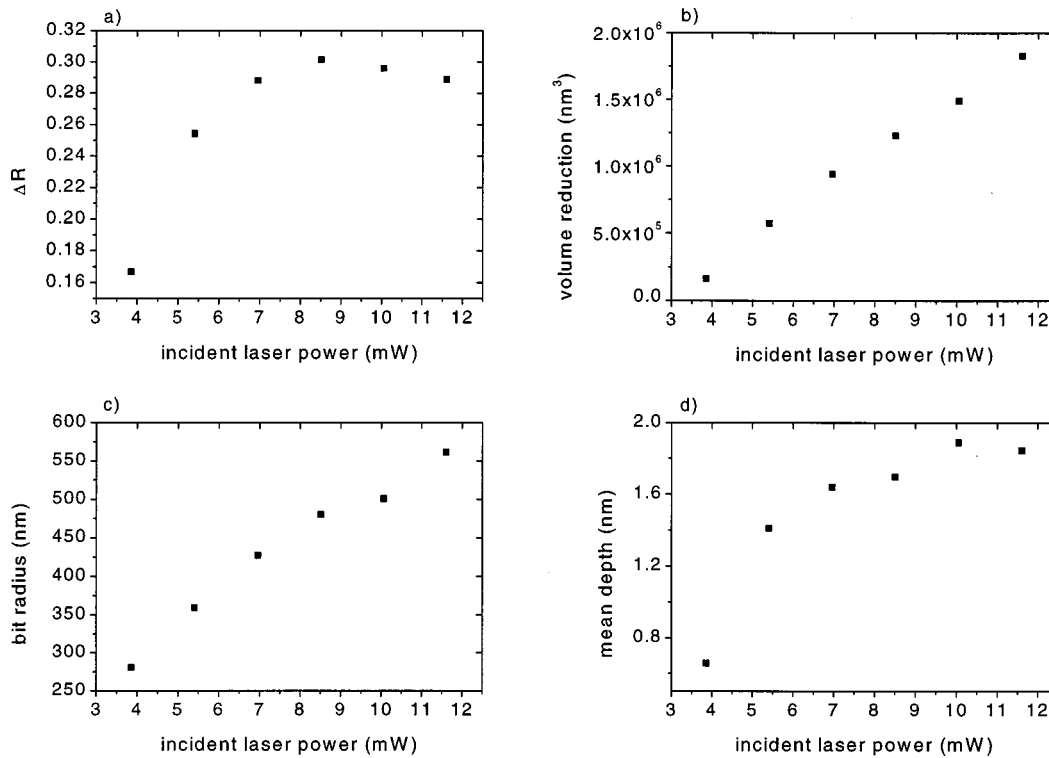 a)
0.32
0.30
0.28
0.26
0.24
0.22
0.20
0.18
0.16
ΔR
3 4 5 6 7 8 9 10 11 12
incident laser power (mW)
b)
2.0x10⁶
1.5x10⁶
1.0x10⁶
5.0x10⁵
0.0
volume reduction (nm³)
3 4 5 6 7 8 9 10 11 12
incident laser power (mW)
c)
600
550
500
450
400
350
300
250
bit radius (nm)
3 4 5 6 7 8 9 10 11 12
incident laser power (mW)
d)
2.0
1.6
1.2
0.8
mean depth (nm)
3 4 5 6 7 8 9 10 11 12
incident laser power (mW)